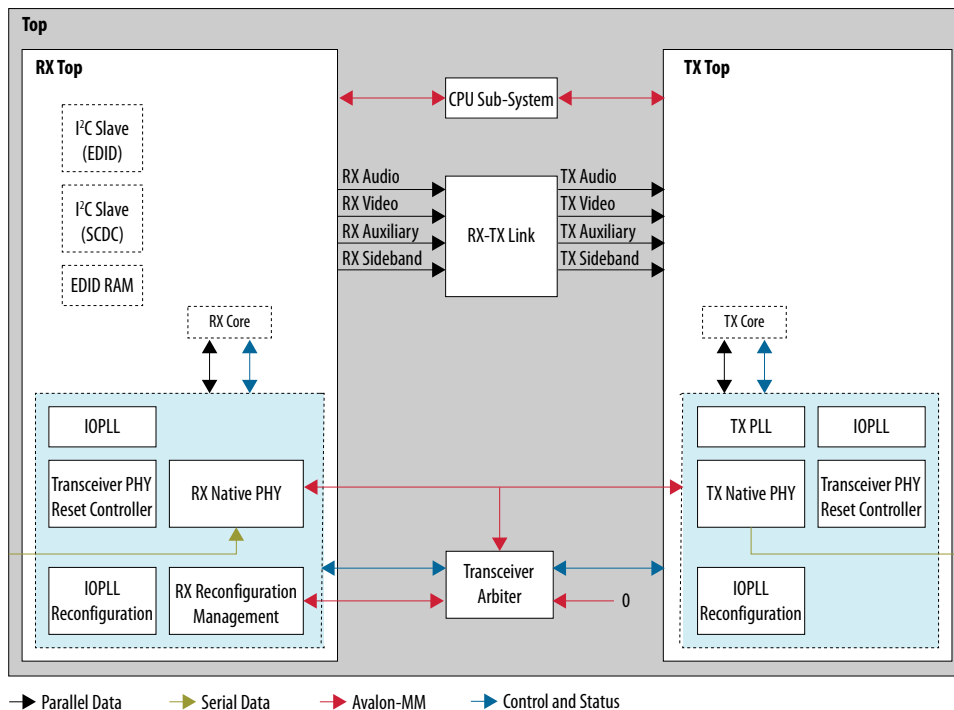 Top
RX Top
I²C Slave
(EDID)
I²C Slave
(SCDC)
EDID RAM
RX Core
IOPLL
Transceiver PHY
Reset Controller
RX Native PHY
IOPLL
Reconfiguration
RX Reconfiguration
Management
CPU Sub-System
RX Audio
RX Video
RX Auxiliary
RX Sideband
RX-TX Link
TX Audio
TX Video
TX Auxiliary
TX Sideband
Transceiver
Arbiter
0
TX Top
TX Core
TX PLL
IOPLL
TX Native PHY
Transceiver PHY
Reset Controller
IOPLL
Reconfiguration
Parallel Data
Serial Data
Avalon-MM
Control and Status